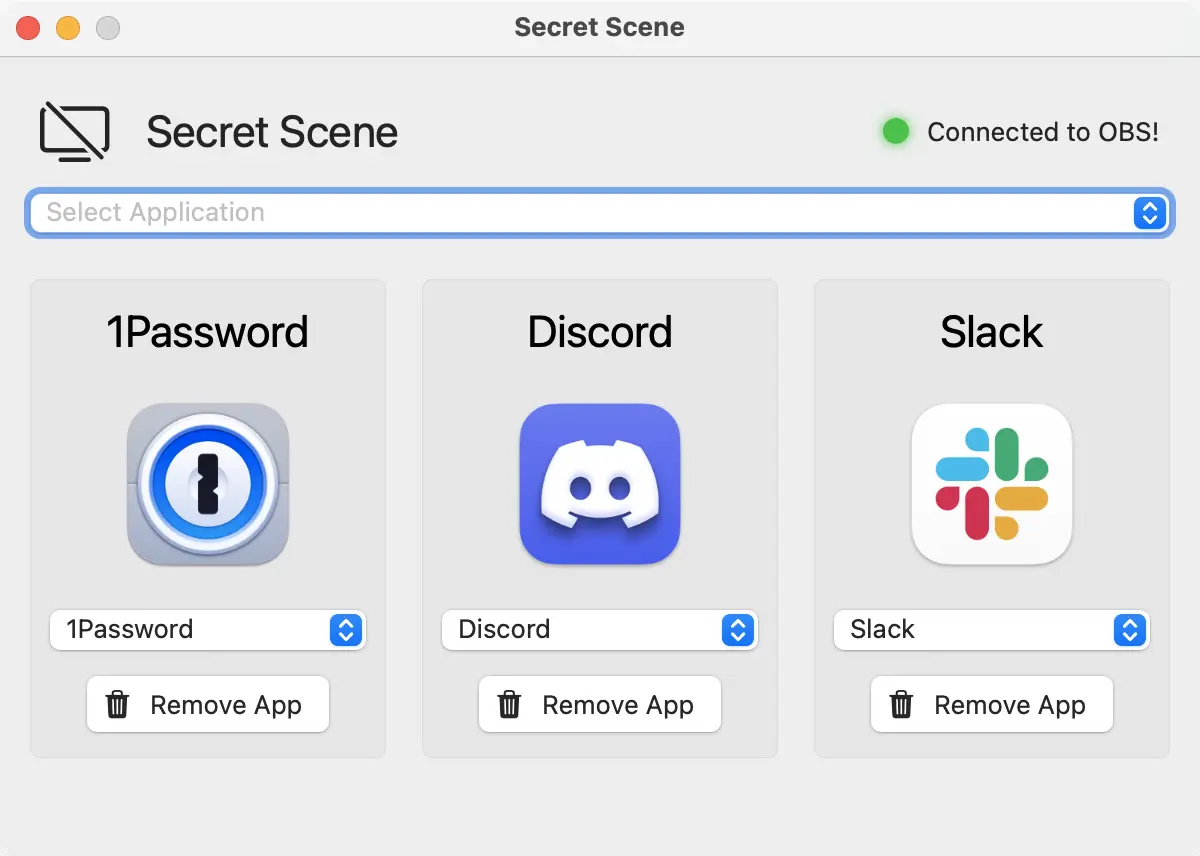 Secret Scene
Secret Scene
Connected to OBS!
Select Application
1Password
Discord
Slack
1Password
Discord
Slack
Remove App
Remove App
Remove App